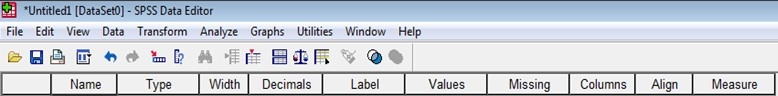 *Untitled1 [DataSet0] - SPSS Data Editor
File Edit View Data Transform Analyze Graphs Utilities Window Help
Name Type Width Decimals Label Values Missing Columns Align Measure